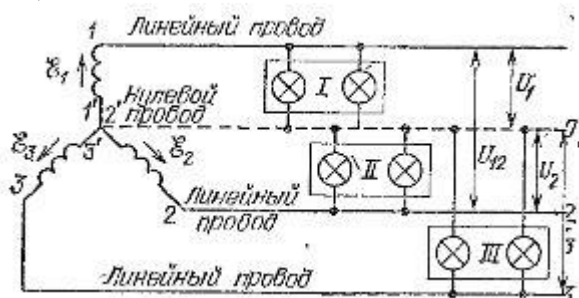 1 Линейный провод
ℰ1
I
U1
1'
2'
Нулевой
провод
0
ℰ3
3'
ℰ2
II
U12
U2
3
2
Линейный
провод
2
3
III
Линейный провод